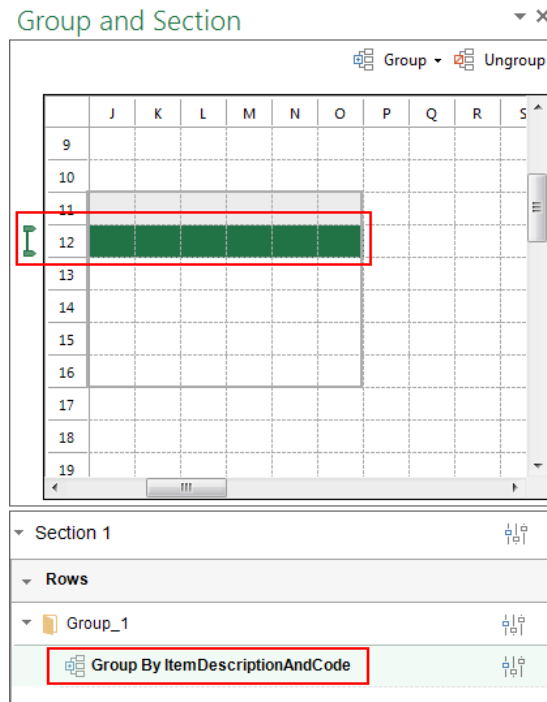 Group and Section
Group Ungroup
J K L M N O P Q R S
9
10
11
12
13
14
15
16
17
18
19
Section 1
Rows
Group_1
Group By ItemDescriptionAndCode